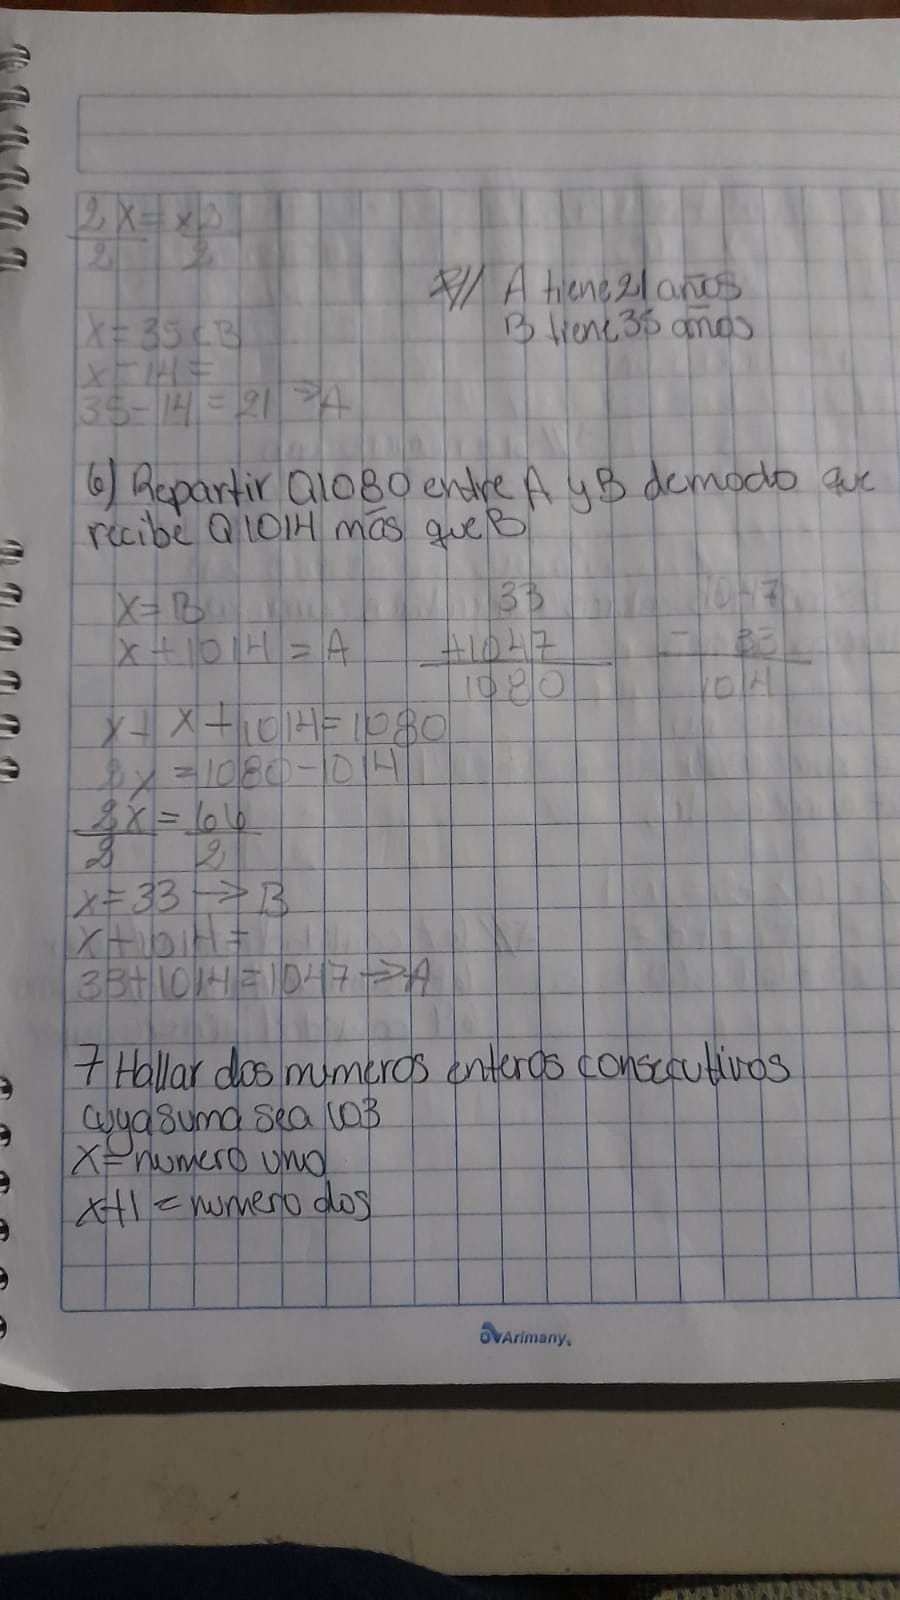 2x = x2
2 2
R// A tiene 21 años
B tiene 35 años
x = 35 B
x - 14 =
35 - 14 = 21 → A
6) Repartir Q1080 entre A y B de modo que
recibe Q1014 más que B
x = B
x + 1014 = A
33
+1047
1080
1047
- 33
1014
x + x + 1014 = 1080
2x = 1080 - 1014
2x = 66
2 2
x = 33 → B
x + 1014 =
33 + 1014 = 1047 → A
7 Hallar dos numeros enteros consecutivos
cuya suma sea 103
x = numero uno
x + 1 = numero dos
Arimany.